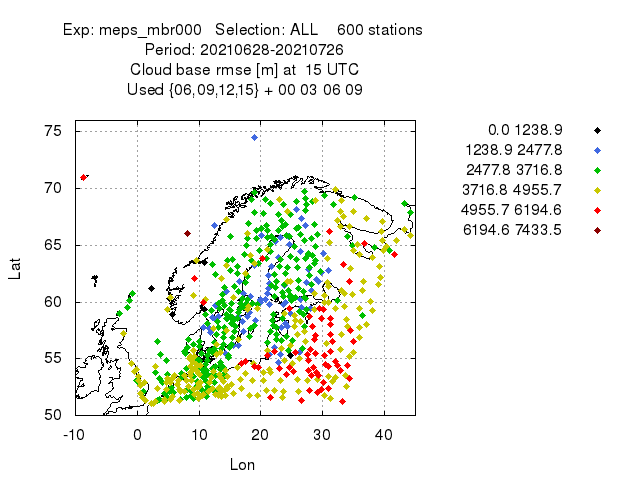 Exp: meps_mbr000 Selection: ALL 600 stations
Period: 20210628-20210726
Cloud base rmse [m] at 15 UTC
Used {06,09,12,15} + 00 03 06 09
0.0 1238.9
1238.9 2477.8
2477.8 3716.8
3716.8 4955.7
4955.7 6194.6
6194.6 7433.5
75
70
65
60
55
50
Lat
-10 0 10 20 30 40
Lon